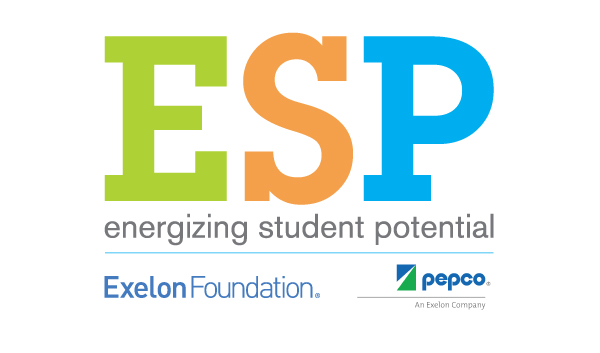 ESP
energizing student potential
Exelon Foundation®
pepco®
An Exelon Company